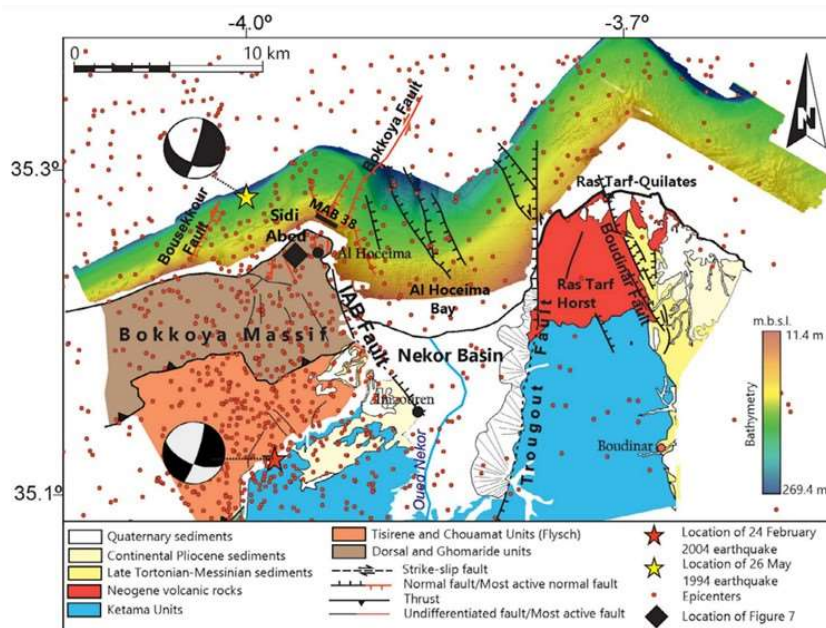 -4.0º
-3.7º
0 10 km
N
35.39
35.1º
Bokkoya Fault
Bousekkour Fault
MAB 38
Sidi Abed
Al Hoceima
Ras Tarf-Quilates
Boudinar Fault
Ras Tarf Horst
Al Hoceima Bay
Bokkoya Massif
IAB Fault
Nekor Basin
Trougout Fault
Imzouren
Oued Nekor
Boudinar
m.b.s.l.
11.4 m
Bathymetry
269.4 m
Quaternary sediments
Continental Pliocene sediments
Late Tortonian-Messinian sediments
Neogene volcanic rocks
Ketama Units
Tisirene and Chouamat Units (Flysch)
Dorsal and Ghomaride units
Strike-slip fault
Normal fault/Most active normal fault
Thrust
Undifferentiated fault/Most active fault
Location of 24 February
2004 earthquake
Location of 26 May
1994 earthquake
Epicenters
Location of Figure 7